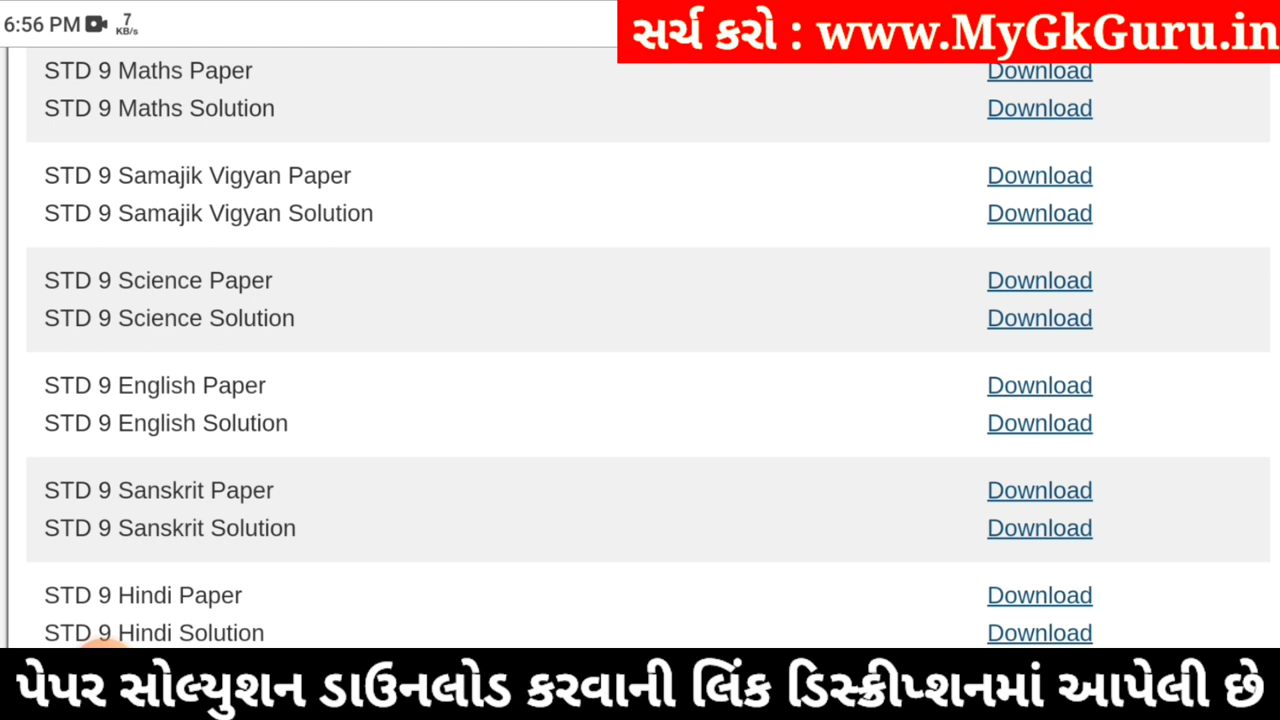 6:56 PM 7 KB/s
સર્ચ કરો : www.MyGkGuru.in
STD 9 Maths Paper Download
STD 9 Maths Solution Download
STD 9 Samajik Vigyan Paper Download
STD 9 Samajik Vigyan Solution Download
STD 9 Science Paper Download
STD 9 Science Solution Download
STD 9 English Paper Download
STD 9 English Solution Download
STD 9 Sanskrit Paper Download
STD 9 Sanskrit Solution Download
STD 9 Hindi Paper Download
STD 9 Hindi Solution Download
પેપર સોલ્યુશન ડાઉનલોડ કરવાની લિંક ડિસ્ક્રીપ્શનમાં આપેલી છે